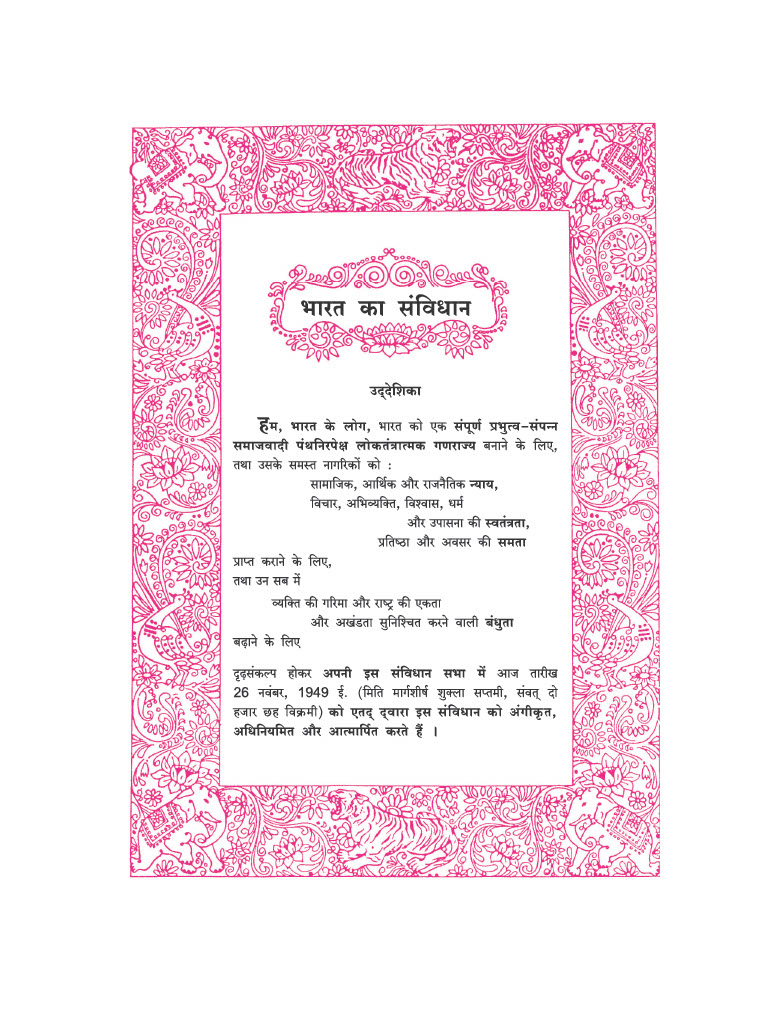 भारत का संविधान
उद्देशिका
हम, भारत के लोग, भारत को एक संपूर्ण प्रभुत्व-संपन्न
समाजवादी पंथनिरपेक्ष लोकतंत्रात्मक गणराज्य बनाने के लिए,
तथा उसके समस्त नागरिकों को :
सामाजिक, आर्थिक और राजनैतिक न्याय,
विचार, अभिव्यक्ति, विश्वास, धर्म
और उपासना की स्वतंत्रता,
प्रतिष्ठा और अवसर की समता
प्राप्त कराने के लिए,
तथा उन सब में
व्यक्ति की गरिमा और राष्ट्र की एकता
और अखंडता सुनिश्चित करने वाली बंधुता
बढ़ाने के लिए
दृढ़संकल्प होकर अपनी इस संविधान सभा में आज तारीख
26 नवंबर, 1949 ई. (मिति मार्गशीर्ष शुक्ला सप्तमी, संवत् दो
हजार छह विक्रमी) को एतद् द्वारा इस संविधान को अंगीकृत,
अधिनियमित और आत्मार्पित करते हैं ।